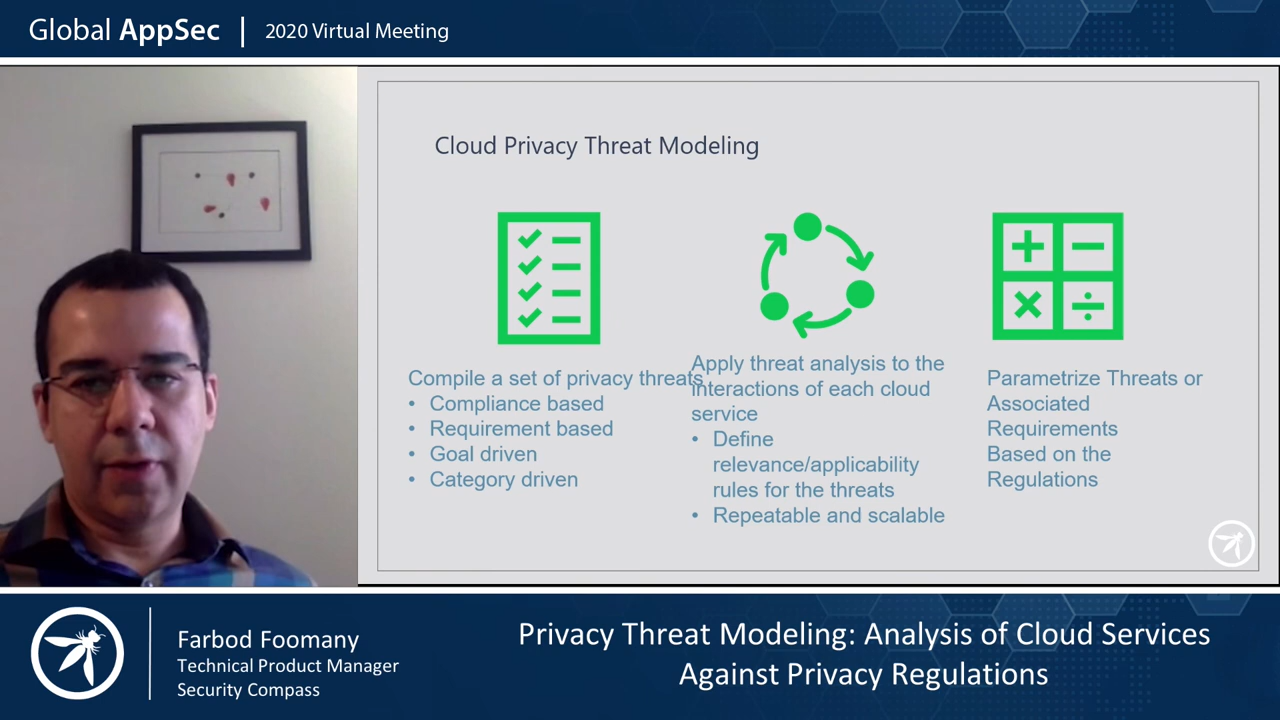 Global AppSec | 2020 Virtual Meeting
Cloud Privacy Threat Modeling
Compile a set of privacy threats
• Compliance based
• Requirement based
• Goal driven
• Category driven
Apply threat analysis to the
interactions of each cloud
service
• Define
relevance/applicability
rules for the threats
• Repeatable and scalable
Parametrize Threats or
Associated
Requirements
Based on the
Regulations
Farbod Foomany
Technical Product Manager
Security Compass
Privacy Threat Modeling: Analysis of Cloud Services
Against Privacy Regulations